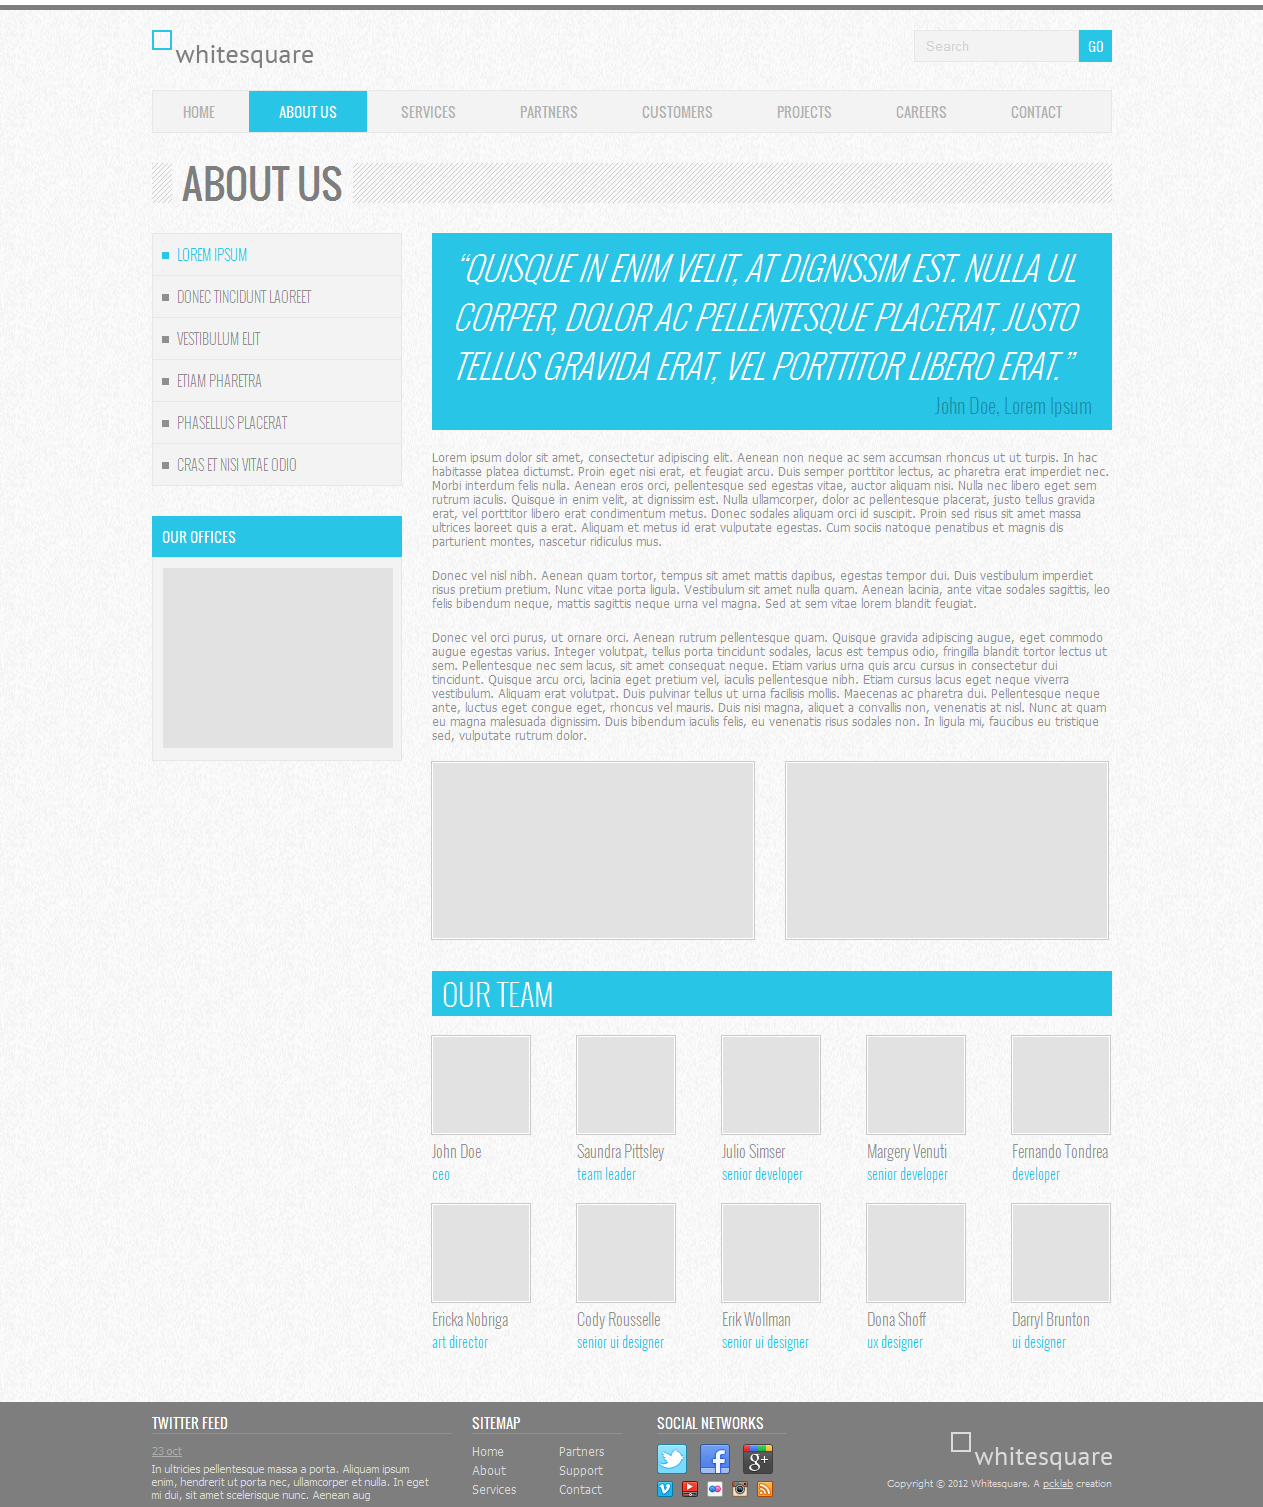 whitesquare
Search
GO
HOME ABOUT US SERVICES PARTNERS CUSTOMERS PROJECTS CAREERS CONTACT
ABOUT US
LOREM IPSUM
DONEC TINCIDUNT LAOREET
VESTIBULUM ELIT
ETIAM PHARETRA
PHASELLUS PLACERAT
CRAS ET NISI VITAE ODIO
OUR OFFICES
“QUISQUE IN ENIM VELIT, AT DIGNISSIM EST. NULLA UL
CORPER, DOLOR AC PELLENTESQUE PLACERAT, JUSTO
TELLUS GRAVIDA ERAT, VEL PORTTITOR LIBERO ERAT.”
John Doe, Lorem Ipsum
Lorem ipsum dolor sit amet, consectetur adipiscing elit. Aenean non neque ac sem accumsan rhoncus ut ut turpis. In hac
habitasse platea dictumst. Proin eget nisi erat, et feugiat arcu. Duis semper porttitor lectus, ac pharetra erat imperdiet nec.
Morbi interdum felis nulla. Aenean eros orci, pellentesque sed egestas vitae, auctor aliquam nisi. Nulla nec libero eget sem
rutrum iaculis. Quisque in enim velit, at dignissim est. Nulla ullamcorper, dolor ac pellentesque placerat, justo tellus gravida
erat, vel porttitor libero erat condimentum metus. Donec sodales aliquam orci id suscipit. Proin sed risus sit amet massa
ultrices laoreet quis a erat. Aliquam et metus id erat vulputate egestas. Cum sociis natoque penatibus et magnis dis
parturient montes, nascetur ridiculus mus.
Donec vel nisl nibh. Aenean quam tortor, tempus sit amet mattis dapibus, egestas tempor dui. Duis vestibulum imperdiet
risus pretium pretium. Nunc vitae porta ligula. Vestibulum sit amet nulla quam. Aenean lacinia, ante vitae sodales sagittis, leo
felis bibendum neque, mattis sagittis neque urna vel magna. Sed at sem vitae lorem blandit feugiat.
Donec vel orci purus, ut ornare orci. Aenean rutrum pellentesque quam. Quisque gravida adipiscing augue, eget commodo
augue egestas varius. Integer volutpat, tellus porta tincidunt sodales, lacus est tempus odio, fringilla blandit tortor lectus ut
sem. Pellentesque nec sem lacus, sit amet consequat neque. Etiam varius urna quis arcu cursus in consectetur dui
tincidunt. Quisque arcu orci, lacinia eget pretium vel, iaculis pellentesque nibh. Etiam cursus lacus eget neque viverra
vestibulum. Aliquam erat volutpat. Duis pulvinar tellus ut urna facilisis mollis. Maecenas ac pharetra dui. Pellentesque neque
ante, luctus eget congue eget, rhoncus vel mauris. Duis nisi magna, aliquet a convallis non, venenatis at nisl. Nunc at quam
eu magna malesuada dignissim. Duis bibendum iaculis felis, eu venenatis risus sodales non. In ligula mi, faucibus eu tristique
sed, vulputate rutrum dolor.
OUR TEAM
John Doe
ceo
Saundra Pittsley
team leader
Julio Simser
senior developer
Margery Venuti
senior developer
Fernando Tondrea
developer
Ericka Nobriga
art director
Cody Rousselle
senior ui designer
Erik Wollman
senior ui designer
Dona Shoff
ux designer
Darryl Brunton
ui designer
TWITTER FEED
23 oct
In ultricies pellentesque massa a porta. Aliquam ipsum
enim, hendrerit ut porta nec, ullamcorper et nulla. In eget
mi dui, sit amet scelerisque nunc. Aenean aug
SITEMAP
Home
About
Services
Partners
Support
Contact
SOCIAL NETWORKS
whitesquare
Copyright © 2012 Whitesquare. A pcklab creation